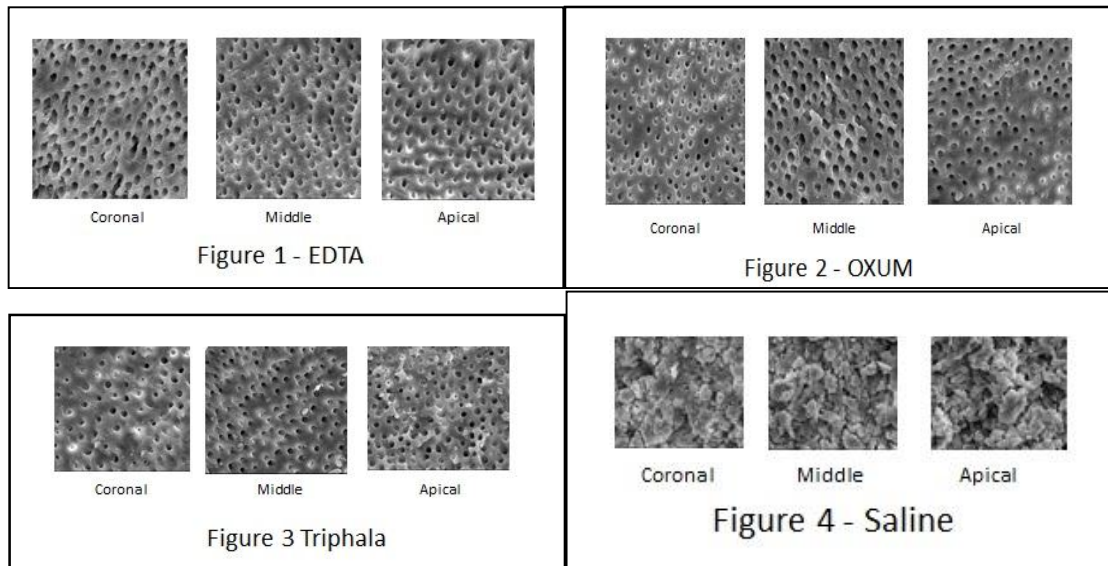 Coronal Middle Apical
Figure 1 - EDTA
Coronal Middle Apical
Figure 2 - OXUM
Coronal Middle Apical
Figure 3 Triphala
Coronal Middle Apical
Figure 4 - Saline